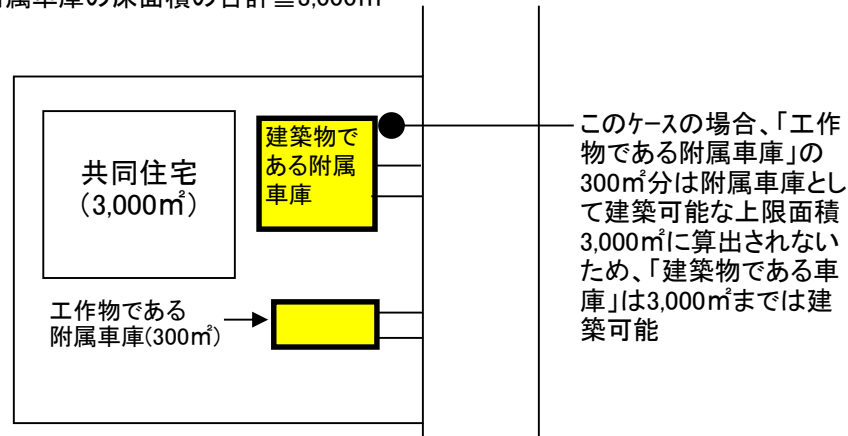 附属車庫の床面積の合計≦3,000㎡
共同住宅
（3,000㎡）
建築物で
ある附属
車庫
工作物である
附属車庫(300㎡)
このケースの場合、「工作
物である附属車庫」の
300㎡分は附属車庫とし
て建築可能な上限面積
3,000㎡に算出されない
ため、「建築物である車
庫」は3,000㎡までは建
築可能